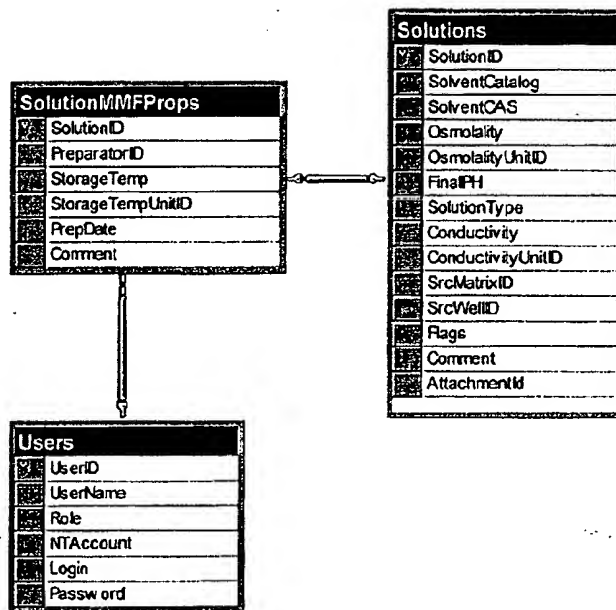 SolutionMMFProps
SolutionID
PreparatorID
StorageTemp
StorageTempUnitID
PrepDate
Comment
Solutions
SolutionID
SolventCatalog
SolventCAS
Osmolality
OsmolalityUnitID
FinalPH
SolutionType
Conductivity
ConductivityUnitID
SrcMatrixID
SrcWellID
Flags
Comment
AttachmentId
Users
UserID
UserName
Role
NTAccount
Login
Password